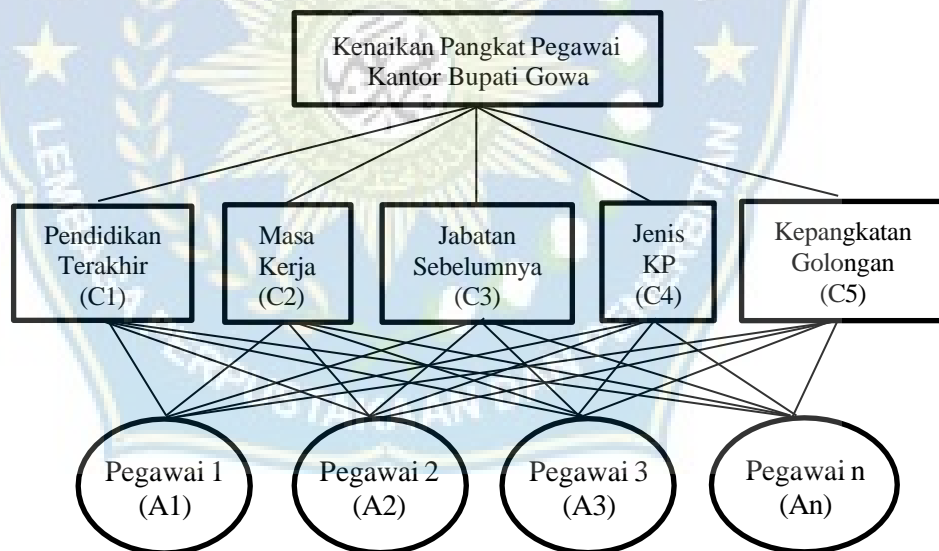 Kenaikan Pangkat Pegawai
Kantor Bupati Gowa
Pendidikan
Terakhir
(C1)
Masa
Kerja
(C2)
Jabatan
Sebelumnya
(C3)
Jenis
KP
(C4)
Kepangkatan
Golongan
(C5)
Pegawai 1
(A1)
Pegawai 2
(A2)
Pegawai 3
(A3)
Pegawai n
(An)